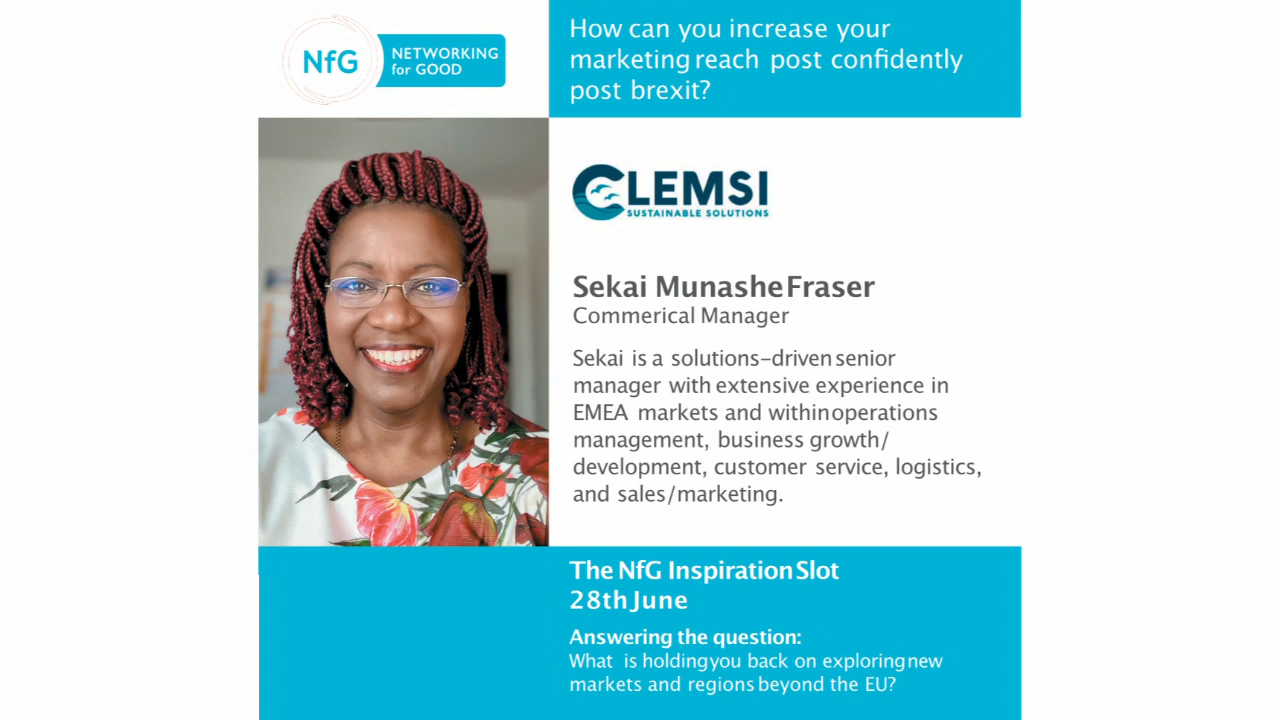 NfG
NETWORKING
for GOOD
How can you increase your
marketing reach post confidently
post brexit?
CLEMSI
SUSTAINABLE SOLUTIONS
Sekai Munashe Fraser
Commerical Manager
Sekai is a solutions-driven senior
manager with extensive experience in
EMEA markets and within operations
management, business growth/
development, customer service, logistics,
and sales/marketing.
The NfG Inspiration Slot
28th June
Answering the question:
What is holding you back on exploring new
markets and regions beyond the EU?